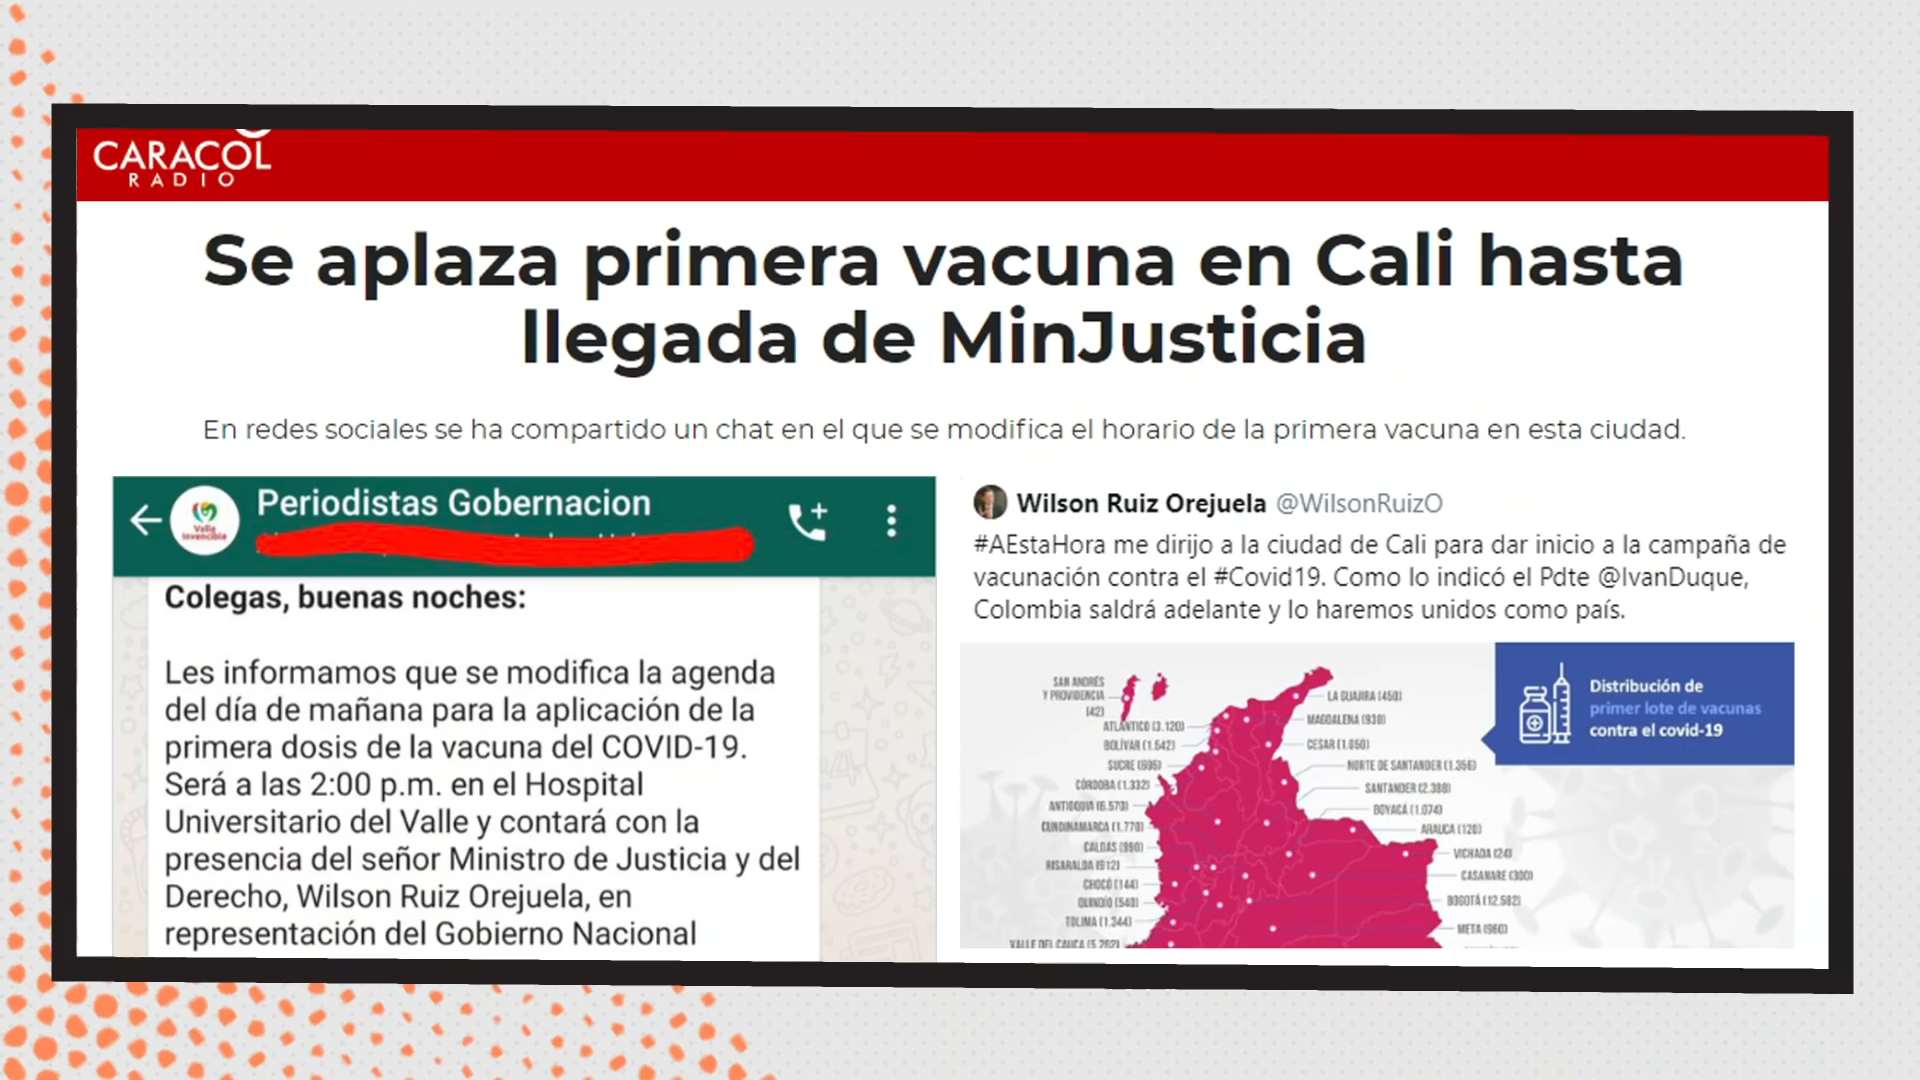 CARACOL
RADIO
Se aplaza primera vacuna en Cali hasta
llegada de MinJusticia
En redes sociales se ha compartido un chat en el que se modifica el horario de la primera vacuna en esta ciudad.
Periodistas Gobernacion
Valle
Invencible
Colegas, buenas noches:
Les informamos que se modifica la agenda
del día de mañana para la aplicación de la
primera dosis de la vacuna del COVID-19.
Será a las 2:00 p.m. en el Hospital
Universitario del Valle y contará con la
presencia del señor Ministro de Justicia y del
Derecho, Wilson Ruiz Orejuela, en
representación del Gobierno Nacional
Wilson Ruiz Orejuela @WilsonRuizO
#AEstaHora me dirijo a la ciudad de Cali para dar inicio a la campaña de
vacunación contra el #Covid19. Como lo indicó el Pdte @IvanDuque,
Colombia saldrá adelante y lo haremos unidos como país.
Distribución de
primer lote de vacunas
contra el covid-19
SAN ANDRÉS
Y PROVIDENCIA
(42)
ATLÁNTICO (3.120)
BOLÍVAR (1.542)
SUCRE (696)
CÓRDOBA (1.332)
ANTIOQUIA (6.570)
CUNDINAMARCA (1.770)
CALDAS (990)
RISARALDA (912)
CHOCÓ (144)
QUINDÍO (540)
TOLIMA (1.344)
VALLE DEL CAUCA (5.262)
LA GUAJIRA (450)
MAGDALENA (930)
CESAR (1.050)
NORTE DE SANTANDER (1.356)
SANTANDER (2.388)
BOYACÁ (1.074)
ARAUCA (120)
VICHADA (24)
CASANARE (300)
BOGOTÁ (12.582)
META (960)